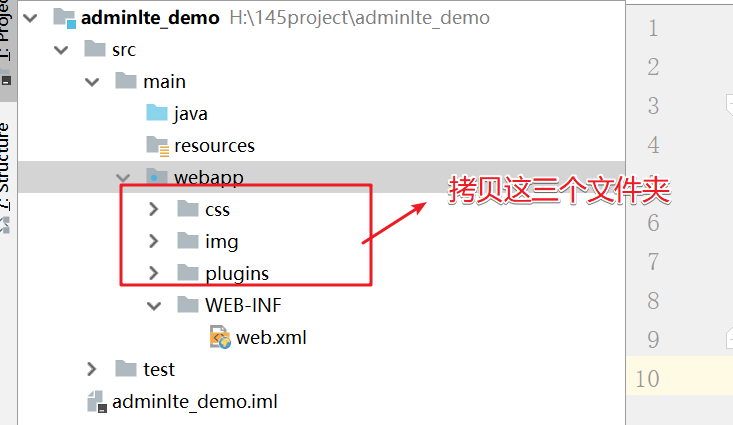 adminlte_demo H:\145project\adminlte_demo
src
main
java
resources
webapp
css
img
plugins
WEB-INF
web.xml
test
adminlte_demo.iml
拷贝这三个文件夹
1: Project
7: Structure
1
2
3
4
6
7
8
9
10